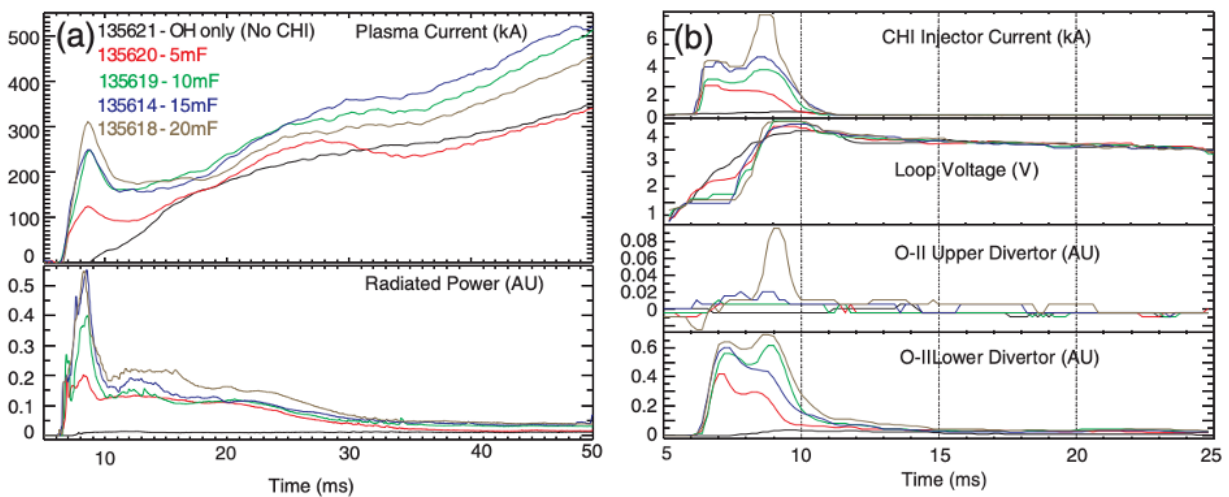 (a)
135621 - OH only (No CHI)
135620 - 5mF
135619 - 10mF
135614 - 15mF
135618 - 20mF
Plasma Current (kA)
500
400
300
200
100
0
Radiated Power (AU)
0.5
0.4
0.3
0.2
0.1
0
10
20
30
40
50
Time (ms)
(b)
CHI Injector Current (kA)
6
4
2
0
Loop Voltage (V)
4
3
2
1
O-II Upper Divertor (AU)
0.08
0.06
0.04
0.02
0
O-II Lower Divertor (AU)
0.6
0.4
0.2
0
5
10
15
20
25
Time (ms)